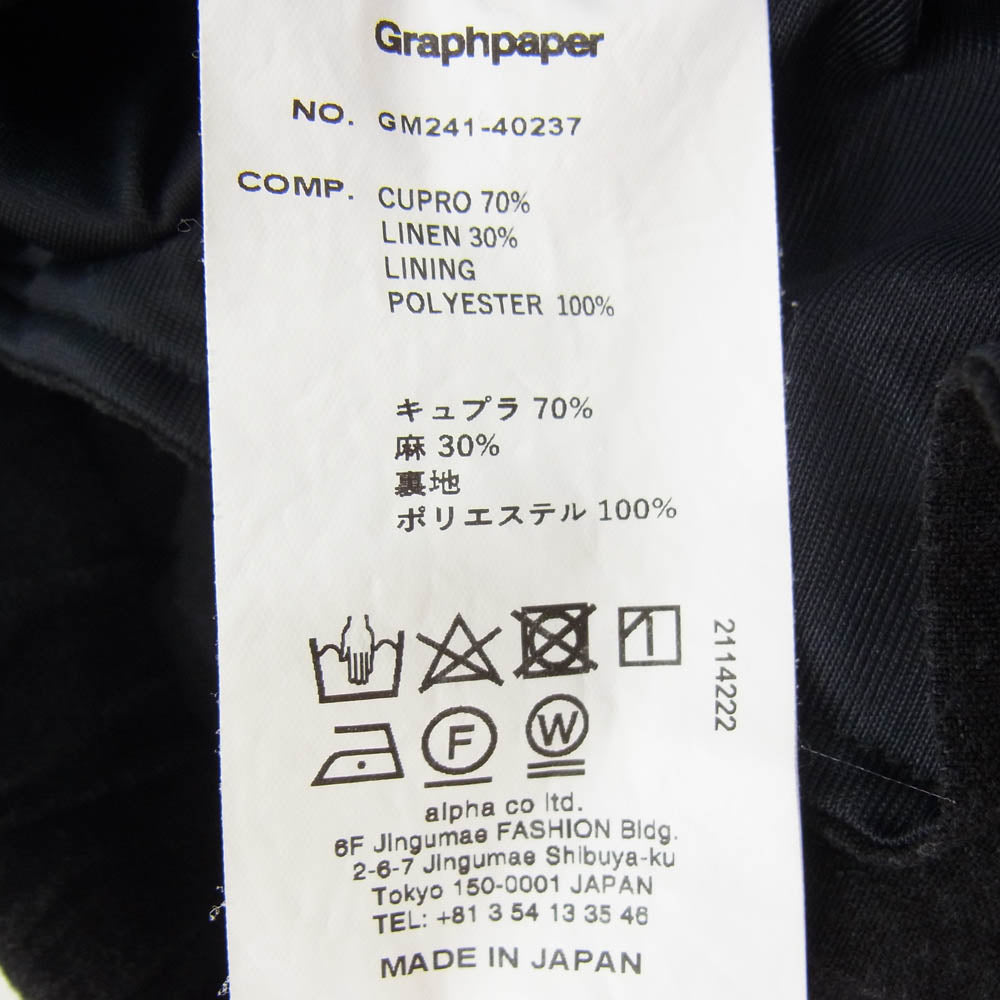 Graphpaper
NO. GM241-40237
COMP. CUPRO 70%
LINEN 30%
LINING
POLYESTER 100%
キュプラ 70%
麻 30%
裏地
ポリエステル 100%
2114222
F W
alpha co ltd.
6F Jingumae FASHION Bldg.
2-6-7 Jingumae Shibuya-ku
Tokyo 150-0001 JAPAN
TEL: +81 3 54 13 35 46
MADE IN JAPAN